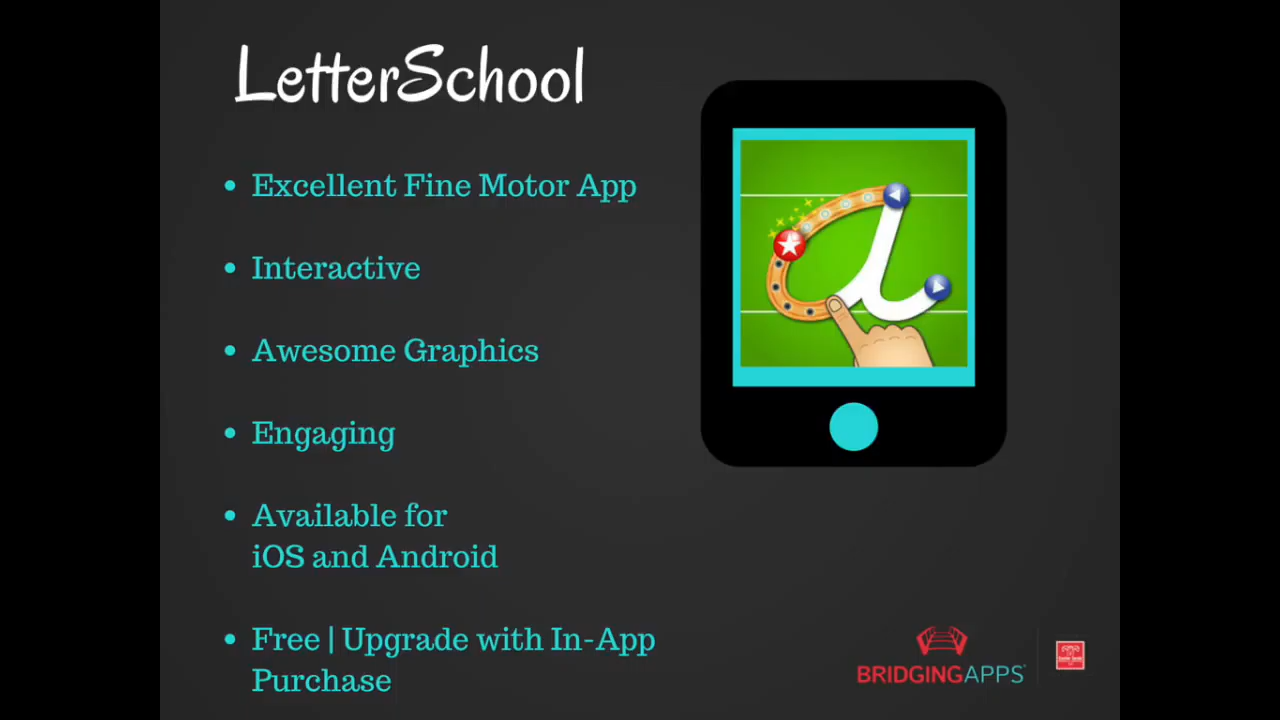 LetterSchool
• Excellent Fine Motor App
• Interactive
• Awesome Graphics
• Engaging
• Available for
iOS and Android
• Free | Upgrade with In-App
Purchase
BRIDGINGAPPS